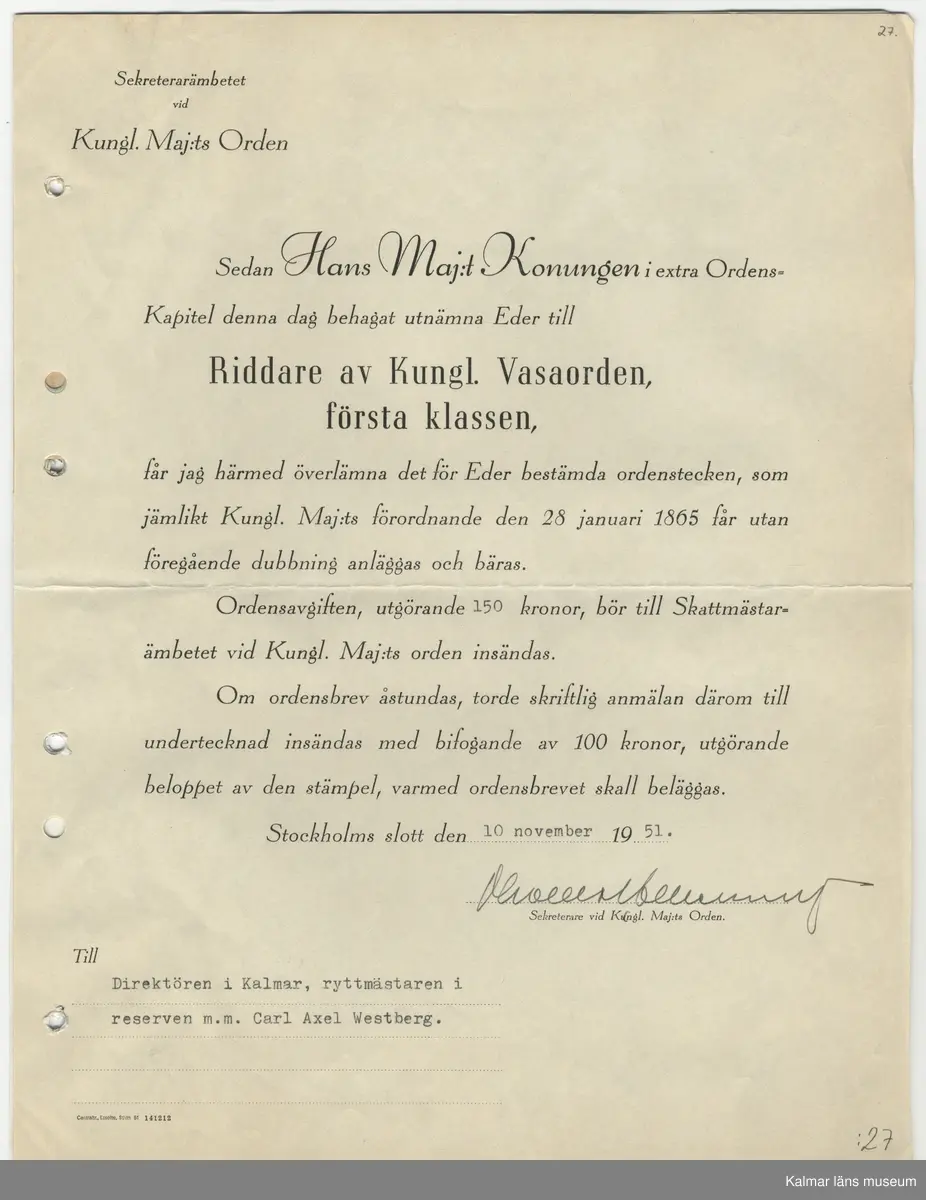 27.
Sekreterarämbetet
vid
Kungl. Maj:ts Orden
Sedan Hans Maj:t Konungen i extra Ordens=
Kapitel denna dag behagat utnämna Eder till
Riddare av Kungl. Vasaorden,
första klassen,
får jag härmed överlämna det för Eder bestämda ordenstecken, som
jämlikt Kungl. Maj:ts förordnande den 28 januari 1865 får utan
föregående dubbning anläggas och bäras.
Ordensavgiften, utgörande 150 kronor, bör till Skattmästar=
ämbetet vid Kungl. Maj:ts orden insändas.
Om ordensbrev åstundas, torde skriftlig anmälan därom till
undertecknad insändas med bifogande av 100 kronor, utgörande
beloppet av den stämpel, varmed ordensbrevet skall beläggas.
Stockholms slott den 10 november 19 51.
Sekreterare vid Kungl. Maj:ts Orden.
Till
Direktören i Kalmar, ryttmästaren i
reserven m.m. Carl Axel Westberg.
141212
:27
Kalmar läns museum